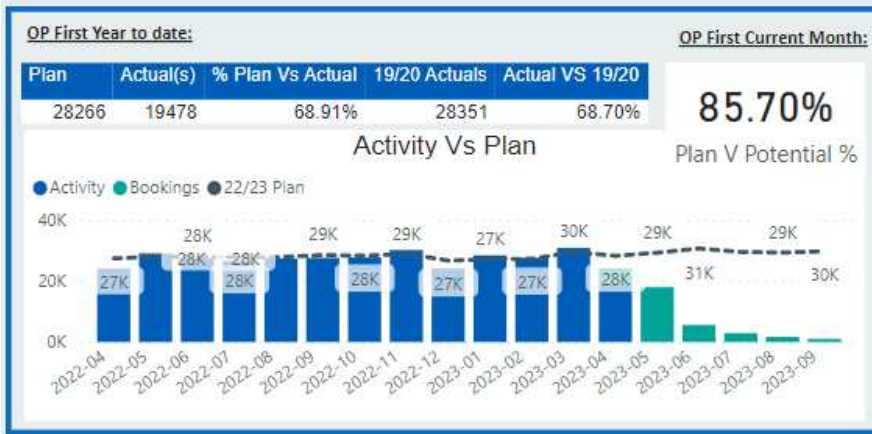 OP First Year to date:
OP First Current Month:
Plan Actual(s) % Plan Vs Actual 19/20 Actuals Actual VS 19/20
28266 19478 68.91% 28351 68.70%
85.70%
Plan V Potential %
Activity Vs Plan
Activity Bookings 22/23 Plan
40K
20K
0K
27K
28K
28K
28K
28K
29K
28K
29K
27K
27K
27K
30K
28K
29K
31K
29K
30K
2022-04 2022-05 2022-06 2022-07 2022-08 2022-09 2022-10 2022-11 2022-12 2023-01 2023-02 2023-03 2023-04 2023-05 2023-06 2023-07 2023-08 2023-09